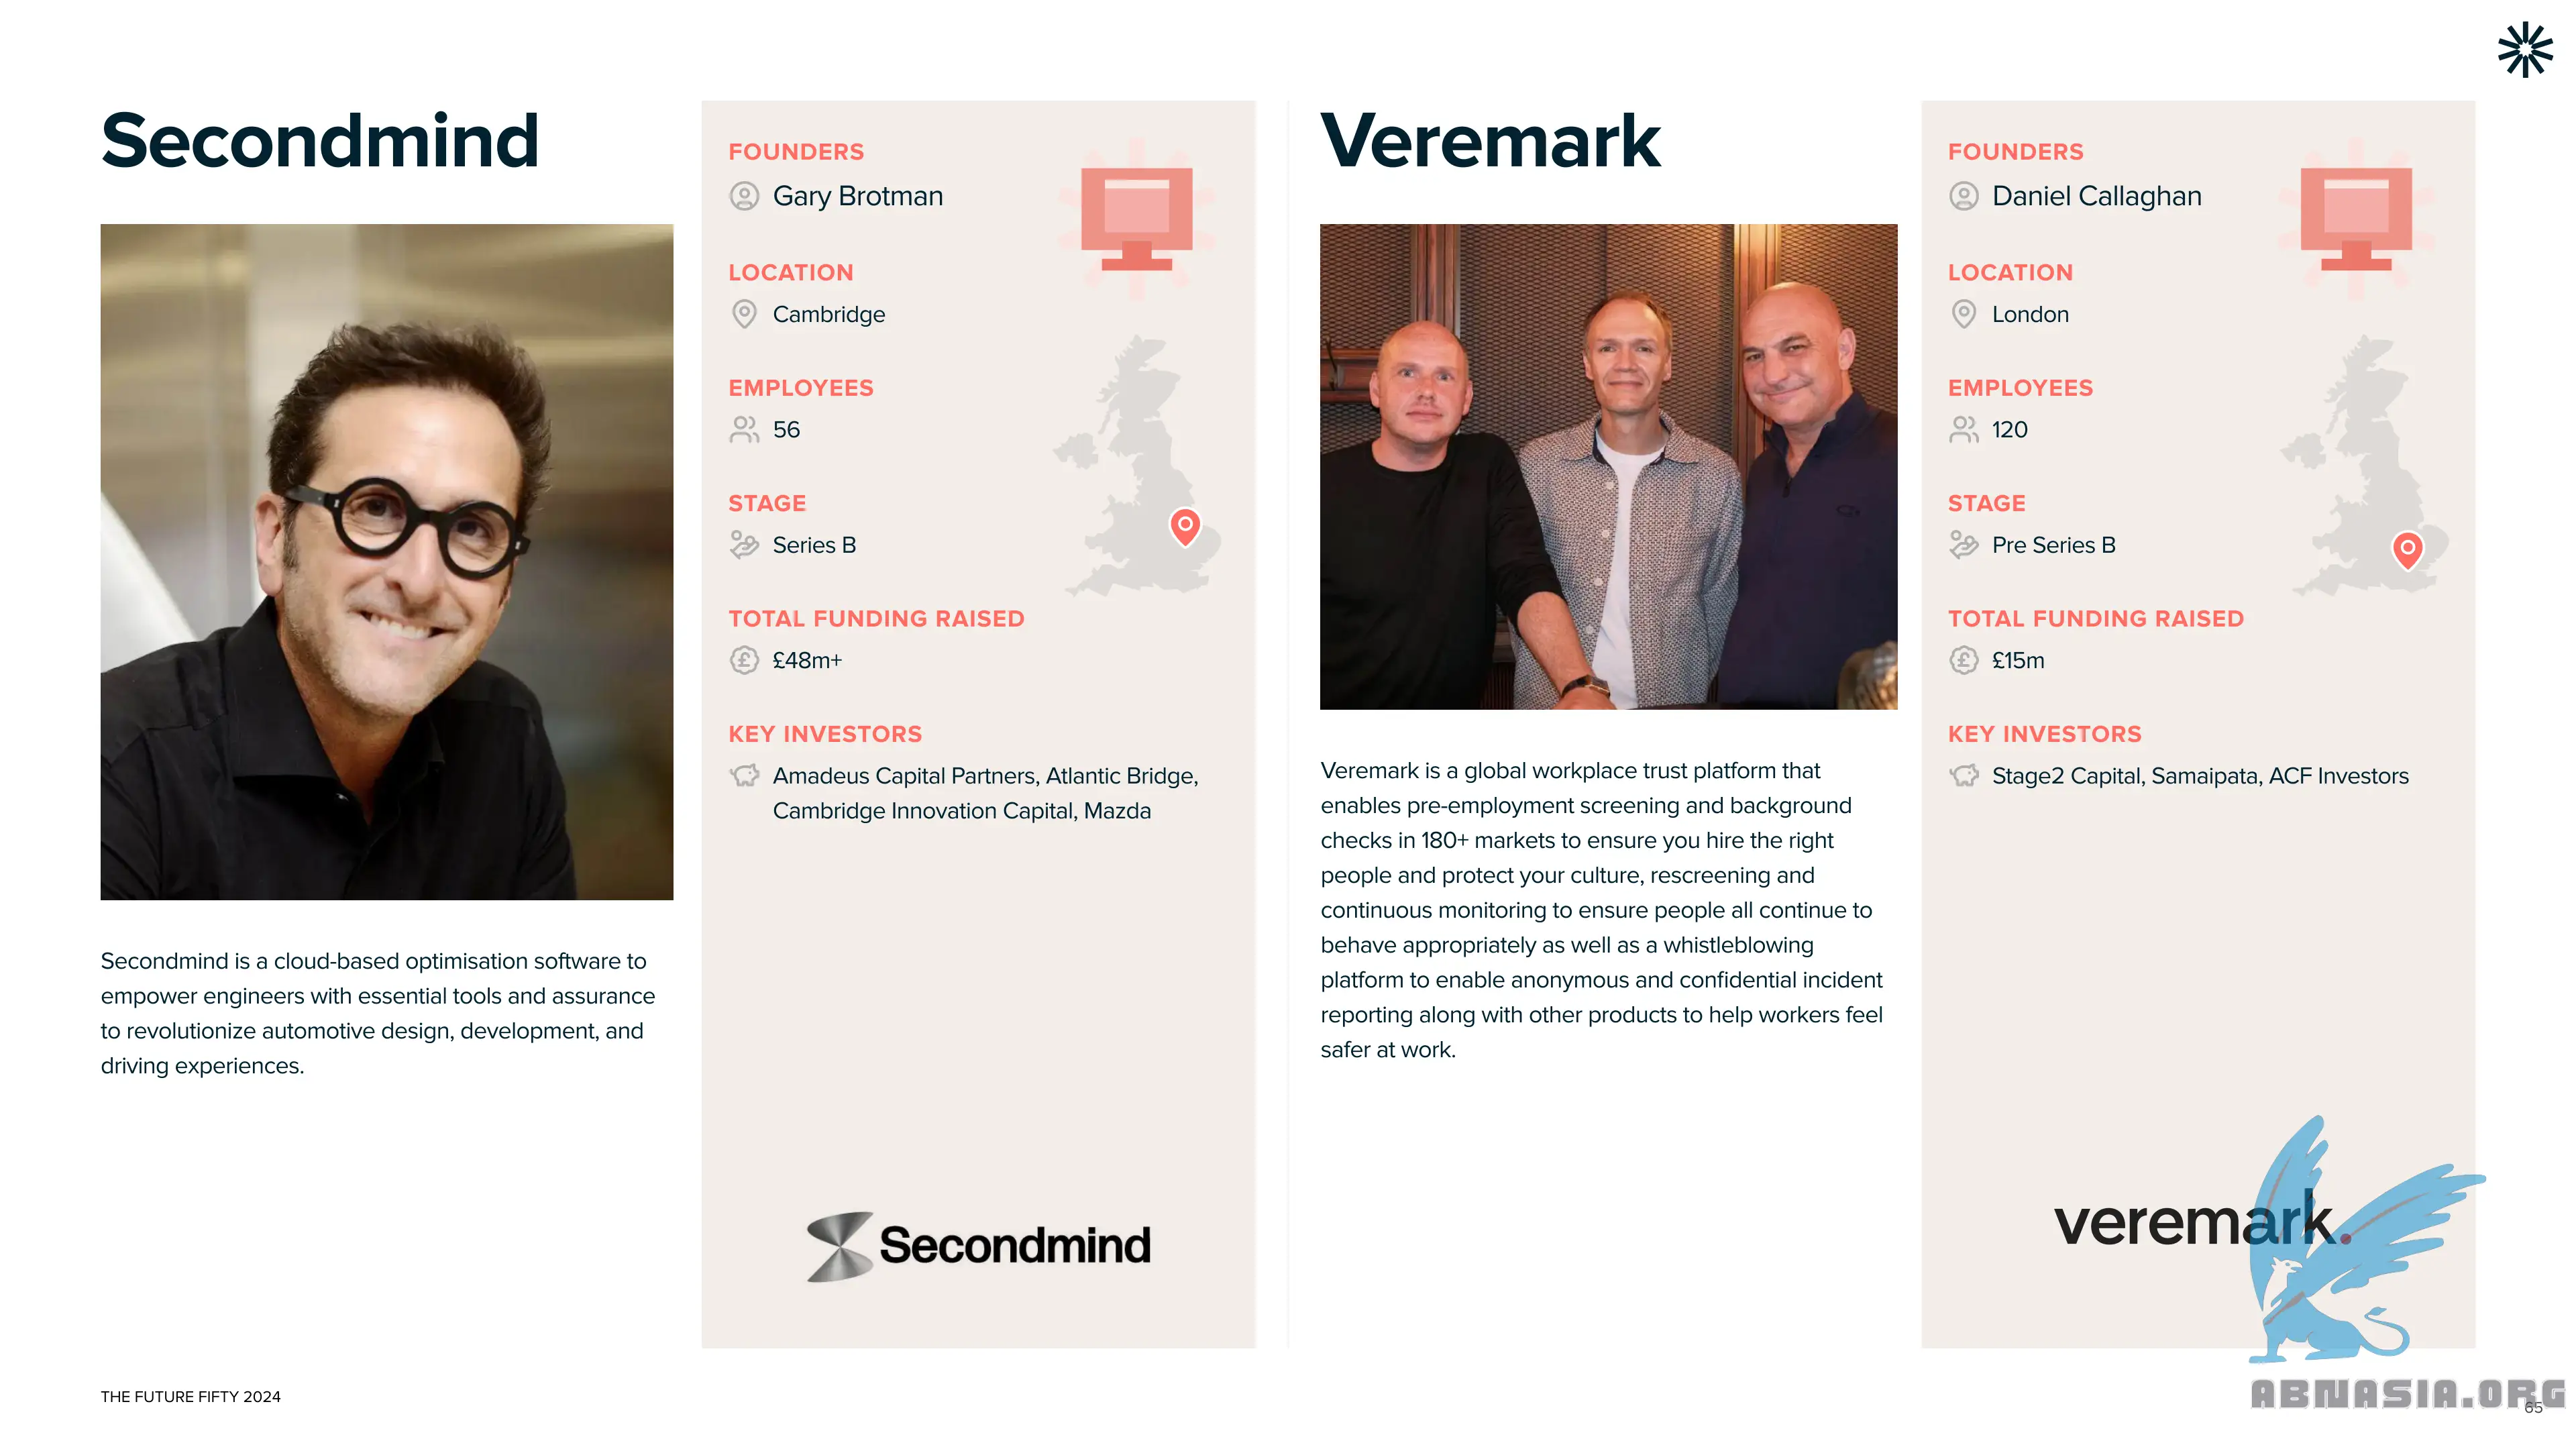 Secondmind
FOUNDERS
Gary Brotman
LOCATION
Cambridge
EMPLOYEES
56
STAGE
Series B
TOTAL FUNDING RAISED
£48m+
KEY INVESTORS
Amadeus Capital Partners, Atlantic Bridge,
Cambridge Innovation Capital, Mazda
Secondmind is a cloud-based optimisation software to
empower engineers with essential tools and assurance
to revolutionize automotive design, development, and
driving experiences.
Secondmind
Veremark
FOUNDERS
Daniel Callaghan
LOCATION
London
EMPLOYEES
120
STAGE
Pre Series B
TOTAL FUNDING RAISED
£15m
KEY INVESTORS
Stage2 Capital, Samaipata, ACF Investors
Veremark is a global workplace trust platform that
enables pre-employment screening and background
checks in 180+ markets to ensure you hire the right
people and protect your culture, rescreening and
continuous monitoring to ensure people all continue to
behave appropriately as well as a whistleblowing
platform to enable anonymous and confidential incident
reporting along with other products to help workers feel
safer at work.
veremark.
THE FUTURE FIFTY 2024
ABNASIA.ORG
65